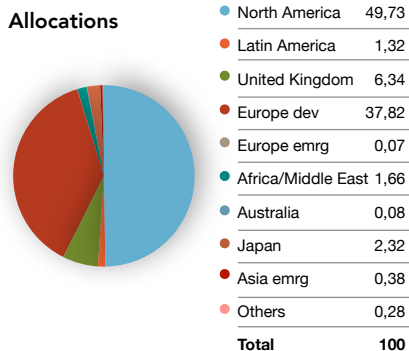 Allocations
North America 49,73
Latin America 1,32
United Kingdom 6,34
Europe dev 37,82
Europe emrg 0,07
Africa/Middle East 1,66
Australia 0,08
Japan 2,32
Asia emrg 0,38
Others 0,28
Total 100